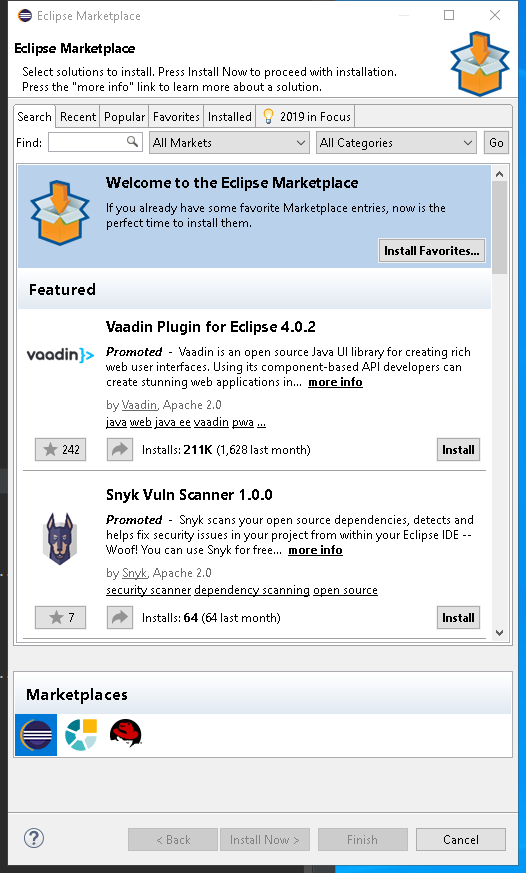 Eclipse Marketplace
Eclipse Marketplace
Select solutions to install. Press Install Now to proceed with installation.
Press the "more info" link to learn more about a solution.
Search Recent Popular Favorites Installed 2019 in Focus
Find: All Markets All Categories Go
Welcome to the Eclipse Marketplace
If you already have some favorite Marketplace entries, now is the
perfect time to install them.
Install Favorites...
Featured
Vaadin Plugin for Eclipse 4.0.2
vaadin}>
Promoted - Vaadin is an open source Java UI library for creating rich
web user interfaces. Using its component-based API developers can
create stunning web applications in... more info
by Vaadin, Apache 2.0
java web java ee vaadin pwa ...
242 Installs: 211K (1,628 last month) Install
Snyk Vuln Scanner 1.0.0
Promoted - Snyk scans your open source dependencies, detects and
helps fix security issues in your project from within your Eclipse IDE --
Woof! You can use Snyk for free... more info
by Snyk, Apache 2.0
security scanner dependency scanning open source
7 Installs: 64 (64 last month) Install
Marketplaces
? < Back Install Now > Finish Cancel